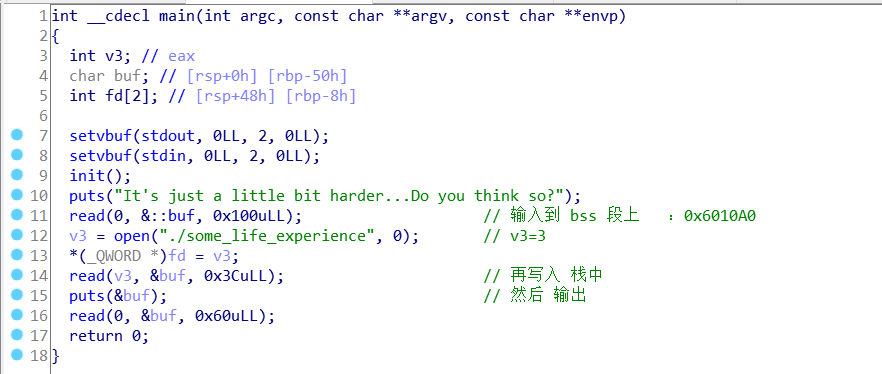 1 int __cdecl main(int argc, const char **argv, const char **envp)
2 {
3 int v3; // eax
4 char buf; // [rsp+0h] [rbp-50h]
5 int fd[2]; // [rsp+48h] [rbp-8h]
6
7 setvbuf(stdout, 0LL, 2, 0LL);
8 setvbuf(stdin, 0LL, 2, 0LL);
9 init();
10 puts("It's just a little bit harder...Do you think so?");
11 read(0, &::buf, 0x100uLL); // 输入到 bss 段上 : 0x6010A0
12 v3 = open("./some_life_experience", 0); // v3=3
13 *(_QWORD *)fd = v3;
14 read(v3, &buf, 0x3CuLL); // 再写入 栈中
15 puts(&buf); // 然后 输出
16 read(0, &buf, 0x60uLL);
17 return 0;
18 }